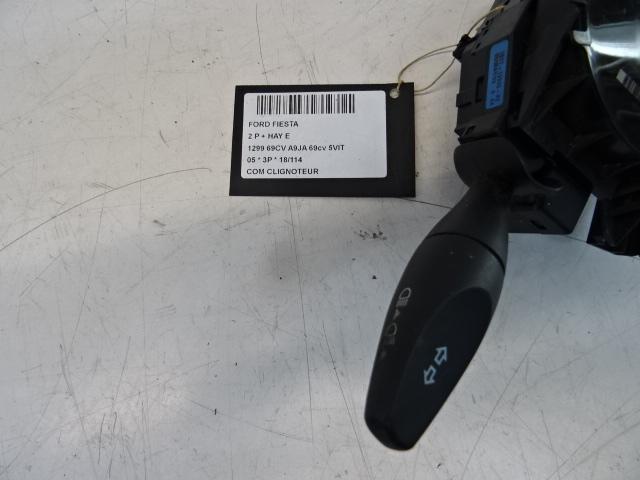 FORD FIESTA
2 P + HAY E
1299 69CV A9JA 69cv 5VIT
05 * 3P * 18/114
COM CLIGNOTEUR